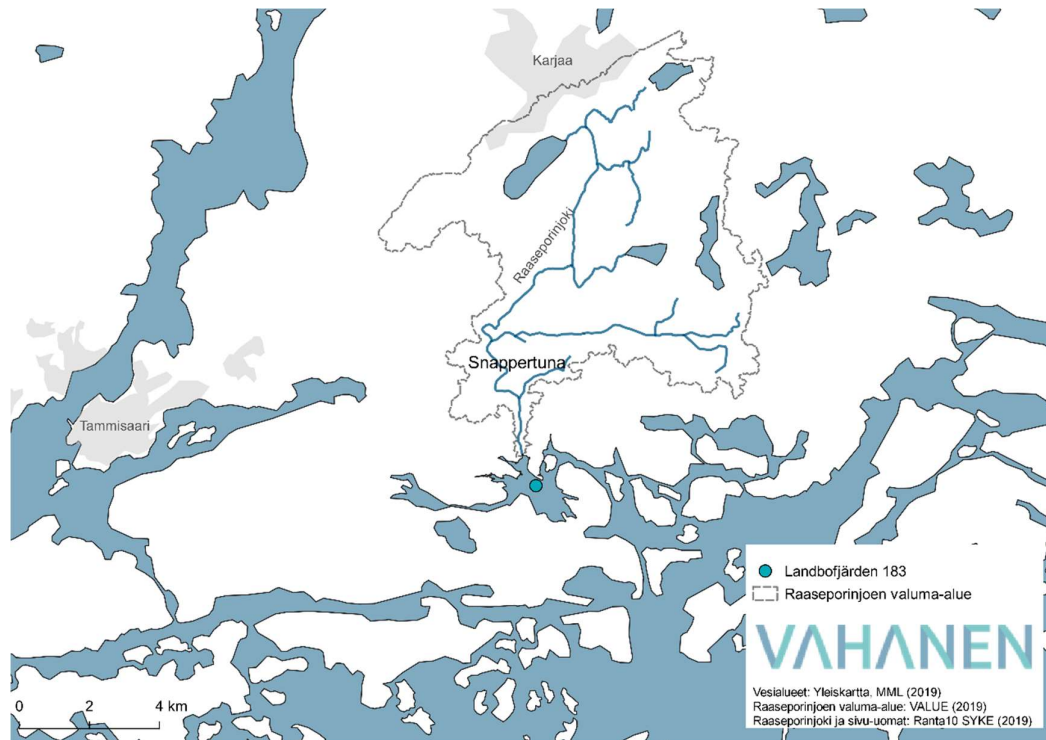 Karjaa
Raaseporinjoki
Snappertuna
Tammisaari
Landbofjärden 183
Raaseporinjoen valuma-alue
VAHANEN
Vesialueet: Yleiskartta, MML (2019)
Raaseporinjoen valuma-alue: VALUE (2019)
Raaseporinjoki ja sivu-uomat: Ranta10 SYKE (2019)
0 2 4 km